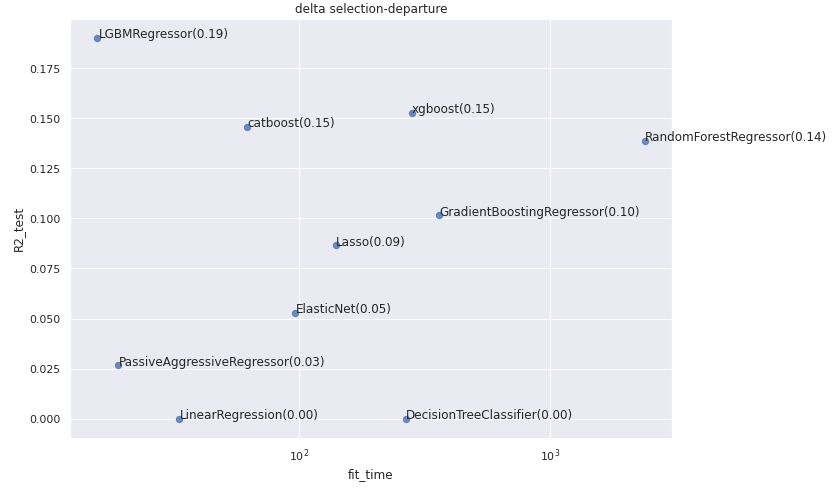 delta selection-departure
LGBMRegressor(0.19)
0.175
0.150
xgboost(0.15)
catboost(0.15)
RandomForestRegressor(0.14)
0.125
GradientBoostingRegressor(0.10)
0.100
R2_test
Lasso(0.09)
0.075
ElasticNet(0.05)
0.050
PassiveAggressiveRegressor(0.03)
0.025
LinearRegression(0.00)
DecisionTreeClassifier(0.00)
0.000
10²
10³
fit_time